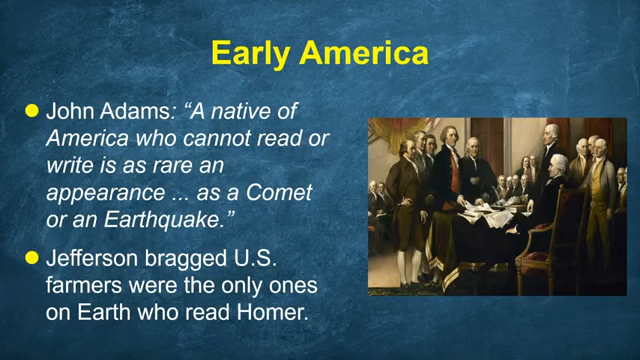 Early America
John Adams: “A native of
America who cannot read or
write is as rare an
appearance ... as a Comet
or an Earthquake.”
Jefferson bragged U.S.
farmers were the only ones
on Earth who read Homer.